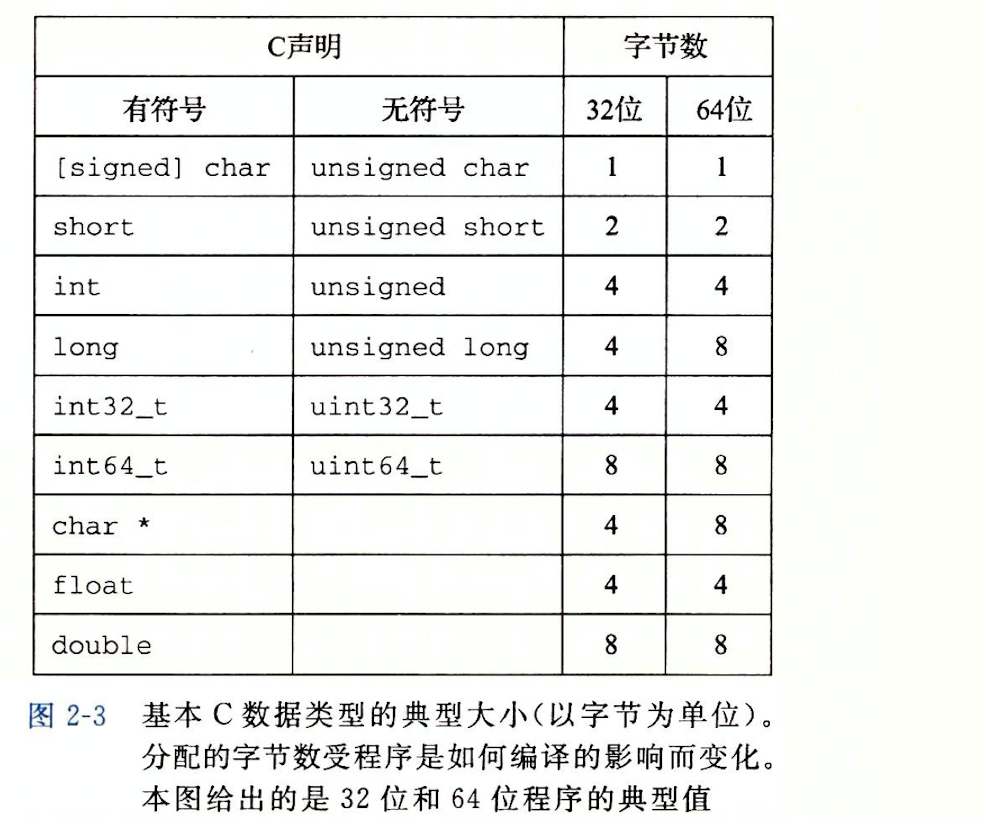 C声明 字节数
有符号 无符号 32位 64位
[signed] char unsigned char 1 1
short unsigned short 2 2
int unsigned 4 4
long unsigned long 4 8
int32_t uint32_t 4 4
int64_t uint64_t 8 8
char * 4 8
float 4 4
double 8 8
图 2-3 基本 C 数据类型的典型大小(以字节为单位)。
分配的字节数受程序是如何编译的影响而变化。
本图给出的是 32 位和 64 位程序的典型值